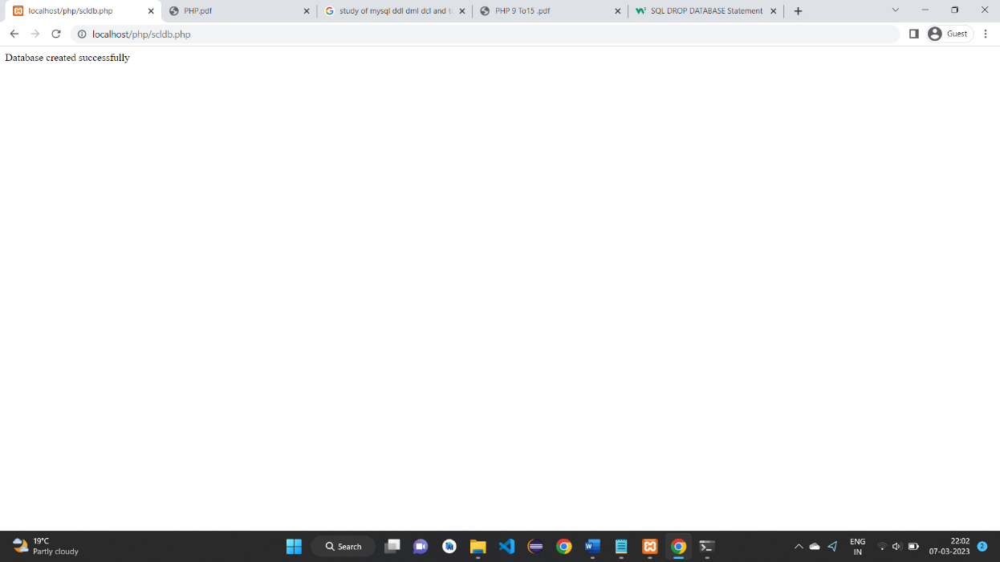 localhost/php/scldb.php
PHP.pdf
study of mysql ddl dml dcl and
PHP 9 To15 .pdf
SQL DROP DATABASE Statement
localhost/php/scldb.php
Guest
Database created successfully
19°C
Partly cloudy
Search
ENG
IN
22:02
07-03-2023
2